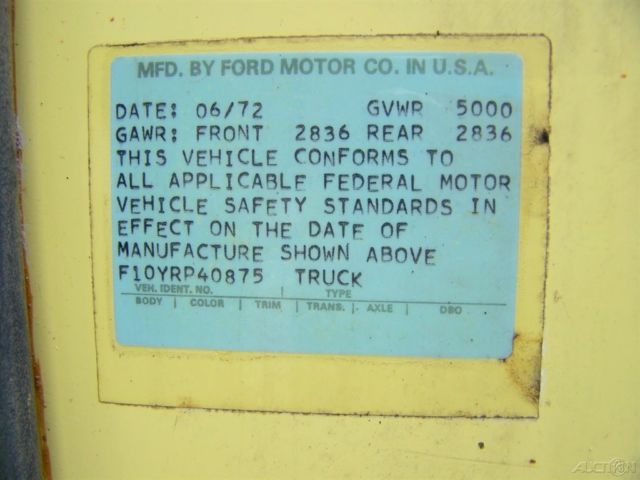 MFD. BY FORD MOTOR CO. IN U.S.A.
DATE: 06/72 GVWR 5000
GAWR: FRONT 2836 REAR 2836
THIS VEHICLE CONFORMS TO
ALL APPLICABLE FEDERAL MOTOR
VEHICLE SAFETY STANDARDS IN
EFFECT ON THE DATE OF
MANUFACTURE SHOWN ABOVE
F10YRP40875 TRUCK
VEH. IDENT. NO. TYPE
BODY | COLOR | TRIM | TRANS. | AXLE | DSO
AUCTION